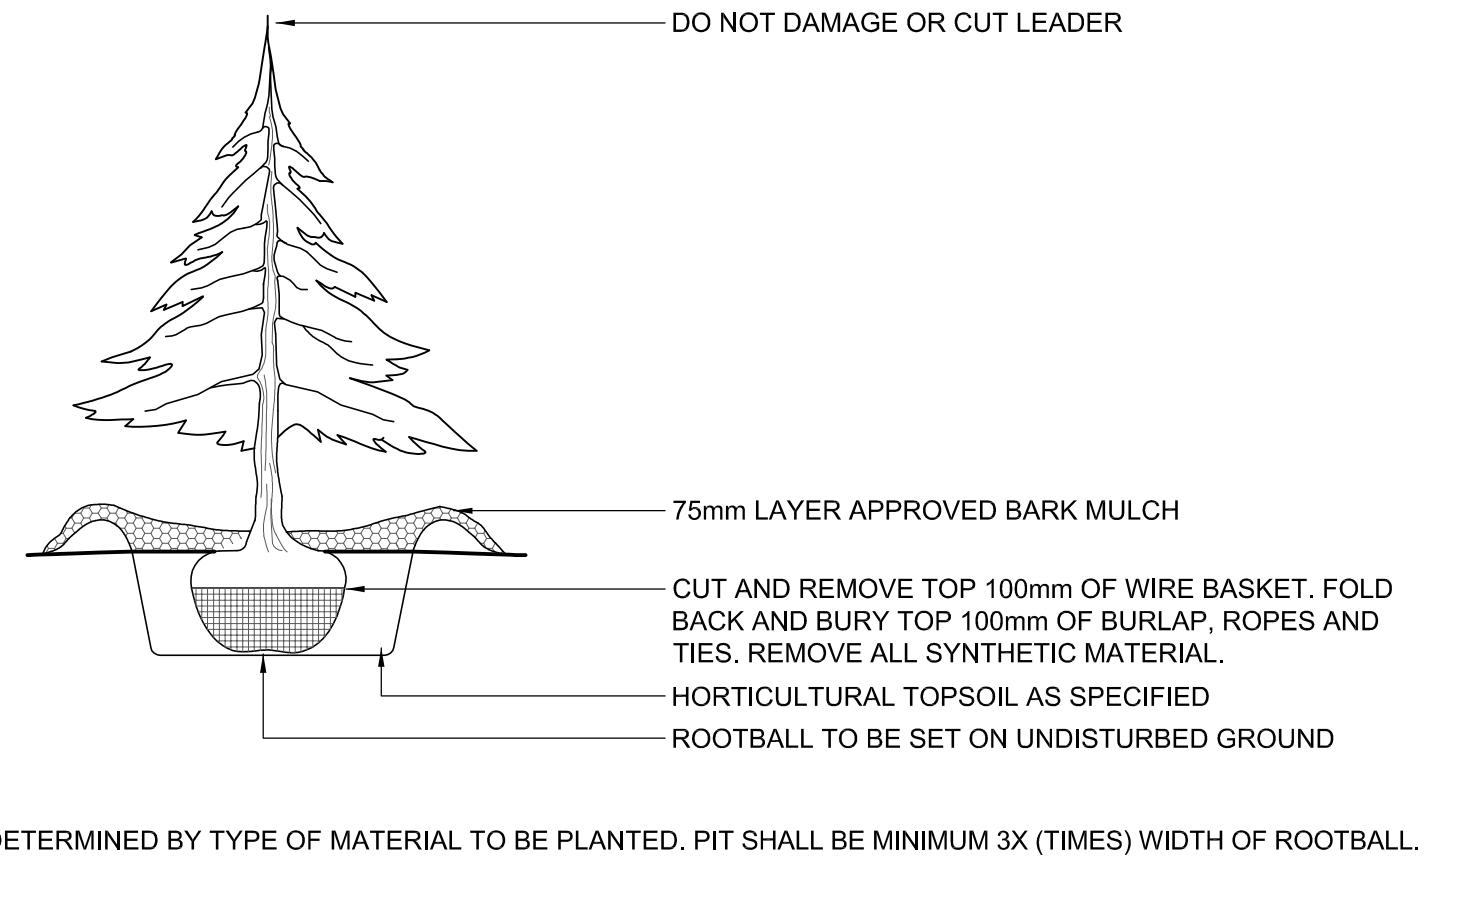 DO NOT DAMAGE OR CUT LEADER
75mm LAYER APPROVED BARK MULCH
CUT AND REMOVE TOP 100mm OF WIRE BASKET. FOLD
BACK AND BURY TOP 100mm OF BURLAP, ROPES AND
TIES. REMOVE ALL SYNTHETIC MATERIAL.
HORTICULTURAL TOPSOIL AS SPECIFIED
ROOTBALL TO BE SET ON UNDISTURBED GROUND
DETERMINED BY TYPE OF MATERIAL TO BE PLANTED. PIT SHALL BE MINIMUM 3X (TIMES) WIDTH OF ROOTBALL.